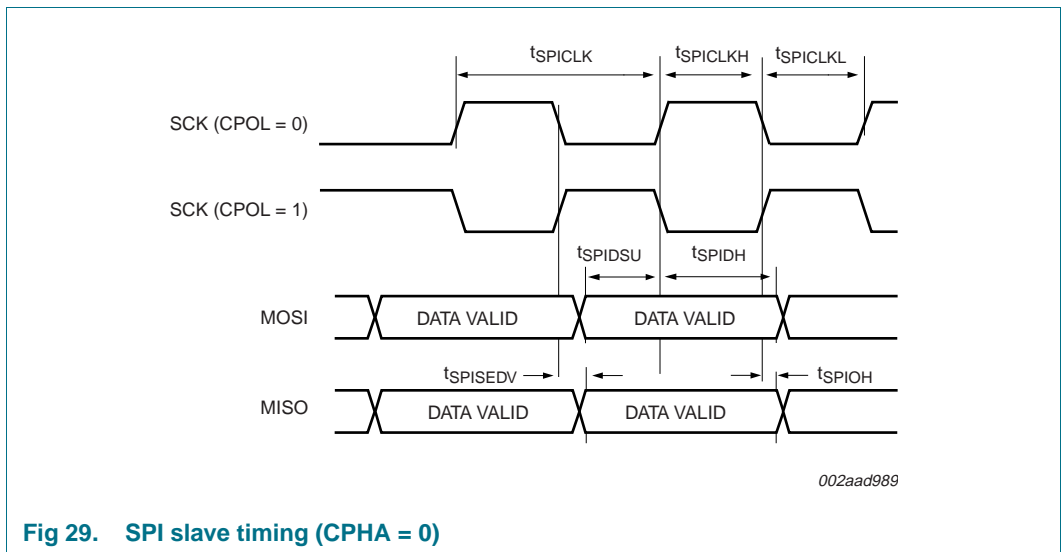 tSPICLK tSPICLKH tSPICLKL
SCK (CPOL = 0)
SCK (CPOL = 1)
tSPIDSU tSPIDH
MOSI DATA VALID DATA VALID
tSPISEDV tSPIOH
MISO DATA VALID DATA VALID
002aad989
Fig 29. SPI slave timing (CPHA = 0)